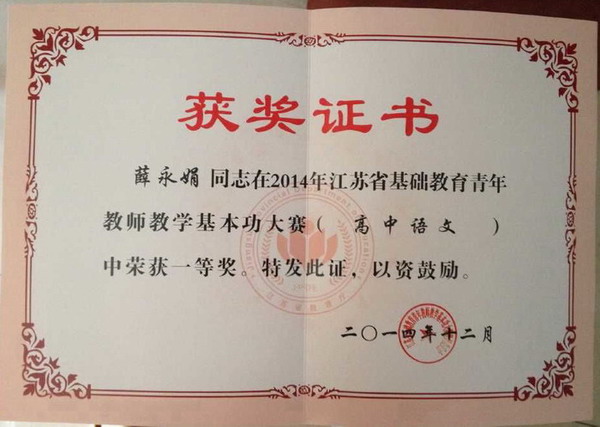 获奖证书
薛永娟 同志在2014年江苏省基础教育青年
教师教学基本功大赛（ 高中语文 ）
中荣获一等奖。特发此证，以资鼓励。
二〇一四年十二月